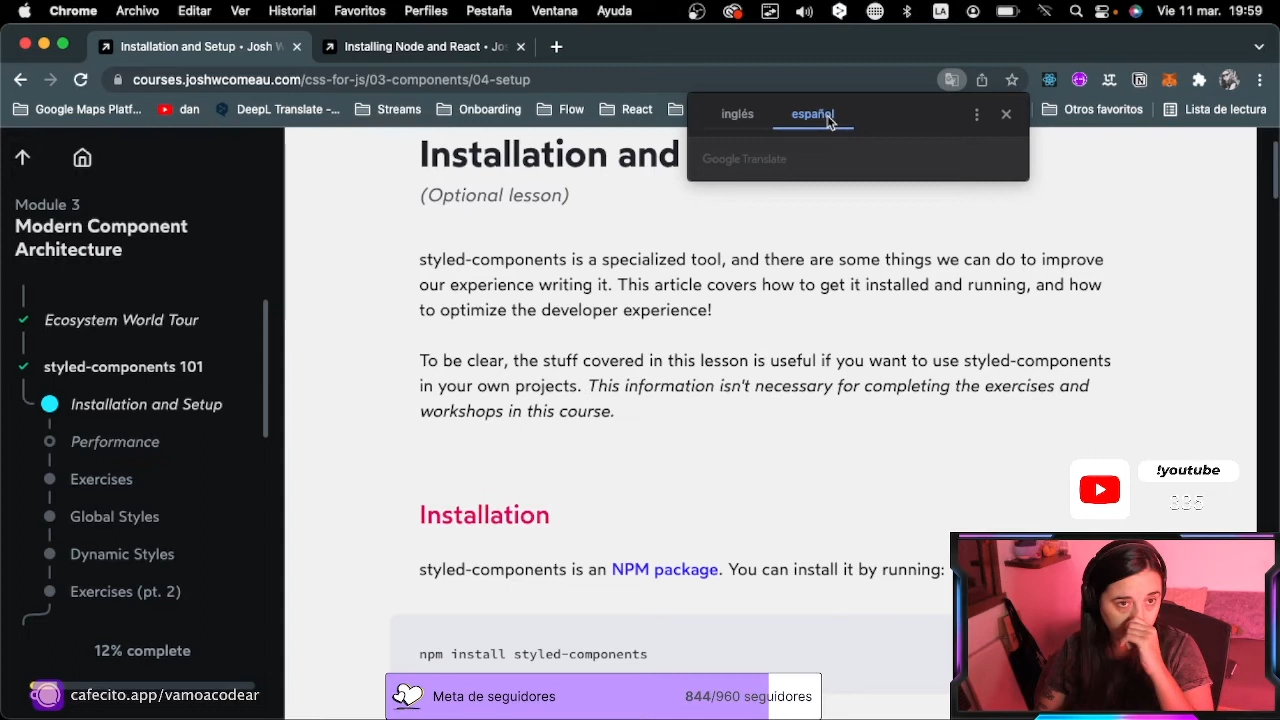 Chrome Archivo Editar Ver Historial Favoritos Perfiles Pestaña Ventana Ayuda LA Vie 11 mar. 19:59
Installation and Setup • Josh W
Installing Node and React • Jos
courses.joshwcomeau.com/css-for-js/03-components/04-setup
Google Maps Platf... dan DeepL Translate -... Streams Onboarding Flow React Otros favoritos Lista de lectura
inglés español
Google Translate
Module 3
Modern Component
Architecture
Ecosystem World Tour
styled-components 101
Installation and Setup
Performance
Exercises
Global Styles
Dynamic Styles
Exercises (pt. 2)
12% complete
cafecito.app/vamoacodear
Installation and
(Optional lesson)
styled-components is a specialized tool, and there are some things we can do to improve
our experience writing it. This article covers how to get it installed and running, and how
to optimize the developer experience!
To be clear, the stuff covered in this lesson is useful if you want to use styled-components
in your own projects. This information isn't necessary for completing the exercises and
workshops in this course.
Installation
styled-components is an NPM package. You can install it by running:
npm install styled-components
!youtube
Meta de seguidores 844/960 seguidores